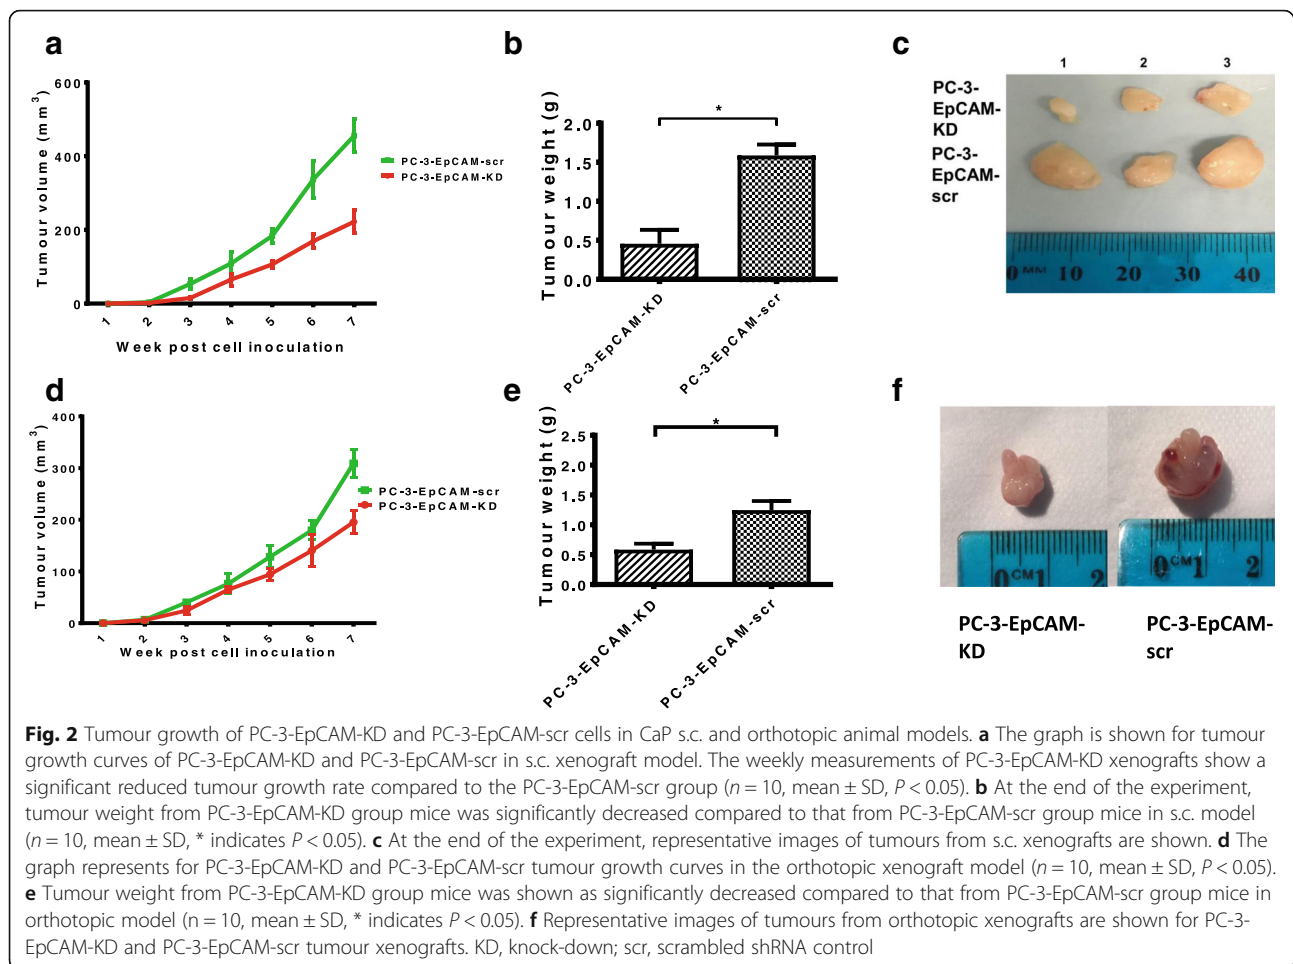 a
600
400
200
0
Tumour volume (mm3)
1 2 3 4 5 6 7
Week post cell inoculation
PC-3-EpCAM-scr
PC-3-EpCAM-KD
b
*
2.0
1.5
1.0
0.5
0.0
Tumour weight (g)
PC-3-EpCAM-KD
PC-3-EpCAM-scr
c
1 2 3
PC-3-
EpCAM-
KD
PC-3-
EpCAM-
scr
0 MM 10 20 30 40
d
400
300
200
100
0
Tumour volume (mm3)
1 2 3 4 5 6 7
Week post cell inoculation
PC-3-EpCAM-scr
PC-3-EpCAM-KD
e
*
2.5
2.0
1.5
1.0
0.5
0.0
Tumour weight (g)
PC-3-EpCAM-KD
PC-3-EpCAM-scr
f
0 CM 1 2
0 CM 1 2
PC-3-EpCAM-
KD
PC-3-EpCAM-
scr
Fig. 2 Tumour growth of PC-3-EpCAM-KD and PC-3-EpCAM-scr cells in CaP s.c. and orthotopic animal models. a The graph is shown for tumour
growth curves of PC-3-EpCAM-KD and PC-3-EpCAM-scr in s.c. xenograft model. The weekly measurements of PC-3-EpCAM-KD xenografts show a
significant reduced tumour growth rate compared to the PC-3-EpCAM-scr group (n = 10, mean ± SD, P < 0.05). b At the end of the experiment,
tumour weight from PC-3-EpCAM-KD group mice was significantly decreased compared to that from PC-3-EpCAM-scr group mice in s.c. model
(n = 10, mean ± SD, * indicates P < 0.05). c At the end of the experiment, representative images of tumours from s.c. xenografts are shown. d The
graph represents for PC-3-EpCAM-KD and PC-3-EpCAM-scr tumour growth curves in the orthotopic xenograft model (n = 10, mean ± SD, P < 0.05).
e Tumour weight from PC-3-EpCAM-KD group mice was shown as significantly decreased compared to that from PC-3-EpCAM-scr group mice in
orthotopic model (n = 10, mean ± SD, * indicates P < 0.05). f Representative images of tumours from orthotopic xenografts are shown for PC-3-
EpCAM-KD and PC-3-EpCAM-scr tumour xenografts. KD, knock-down; scr, scrambled shRNA control